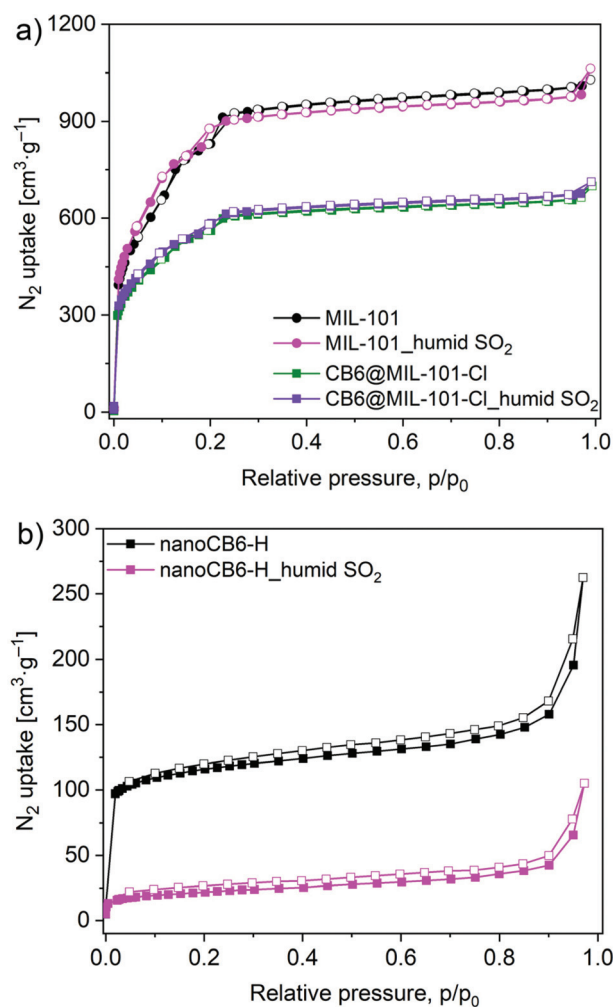 a)
1200
900
600
300
0
N₂ uptake [cm³·g⁻¹]
MIL-101
MIL-101_humid SO₂
CB6@MIL-101-Cl
CB6@MIL-101-Cl_humid SO₂
0.0 0.2 0.4 0.6 0.8 1.0
Relative pressure, p/p₀
b)
300
250
200
150
100
50
0
N₂ uptake [cm³·g⁻¹]
nanoCB6-H
nanoCB6-H_humid SO₂
0.0 0.2 0.4 0.6 0.8 1.0
Relative pressure, p/p₀